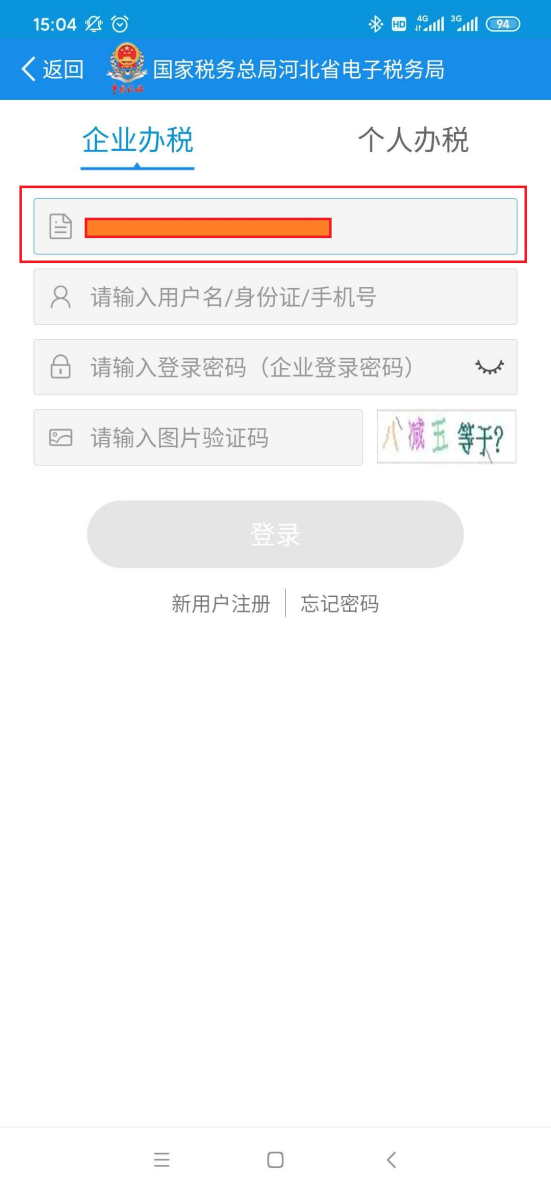 15:04 HD 4G 3G 94
返回 国家税务总局河北省电子税务局
企业办税 个人办税
请输入用户名/身份证/手机号
请输入登录密码（企业登录密码）
请输入图片验证码 八减五等于?
登录
新用户注册 忘记密码